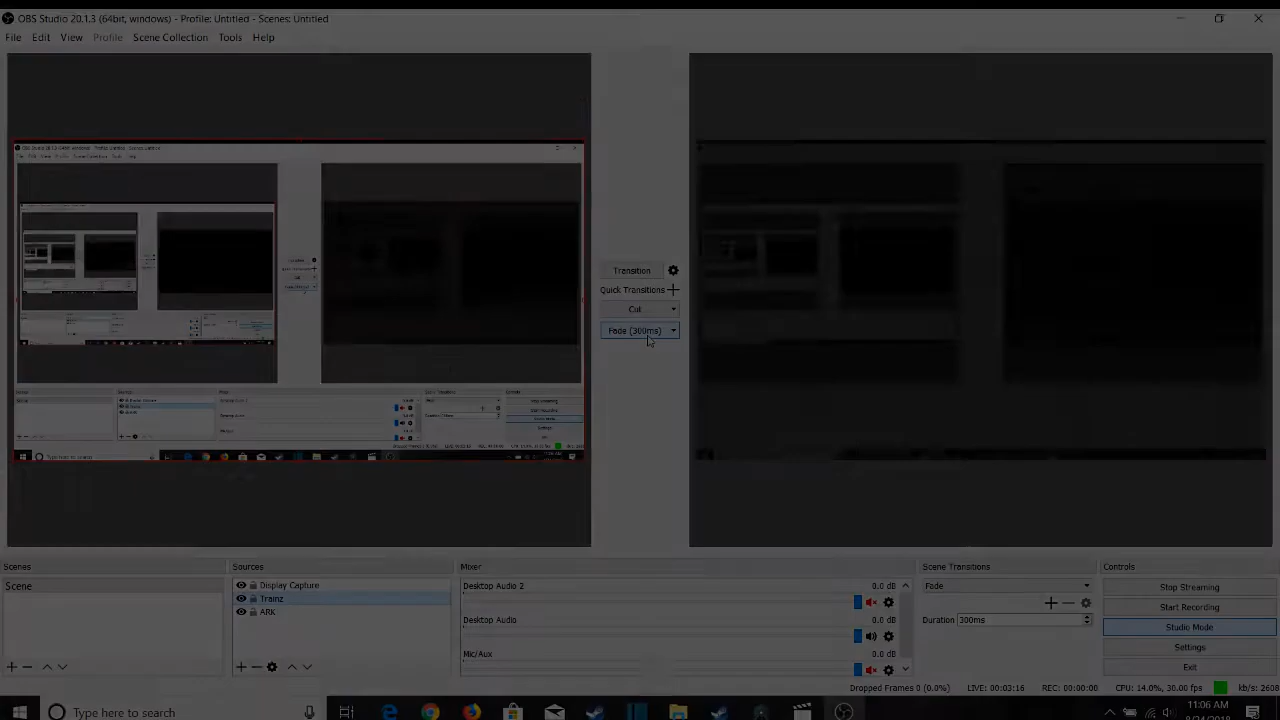 OBS Studio 20.1.3 (64bit, windows) - Profile: Untitled - Scenes: Untitled
File Edit View Profile Scene Collection Tools Help
Transition
Quick Transitions
Cut
Fade (300ms)
Scenes Sources Mixer Scene Transitions Controls
Scene
Display Capture
Trainz
ARK
Desktop Audio 2 0.0 dB
Desktop Audio 0.0 dB
Mic/Aux 0.0 dB
Fade
Duration 300ms
Stop Streaming
Start Recording
Studio Mode
Settings
Exit
Dropped Frames 0 (0.0%) LIVE: 00:03:16 REC: 00:00:00 CPU: 14.0%, 30.00 fps kb/s: 2608
Type here to search
11:06 AM